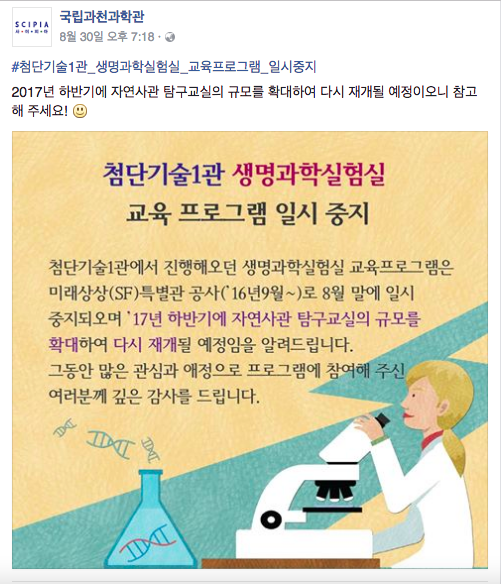 SCIPIA
사·이·피·아
국립과천과학관
8월 30일 오후 7:18 ·
#첨단기술1관_생명과학실험실_교육프로그램_일시중지
2017년 하반기에 자연사관 탐구교실의 규모를 확대하여 다시 재개될 예정이오니 참고
해 주세요!
첨단기술1관 생명과학실험실
교육 프로그램 일시 중지
첨단기술1관에서 진행해오던 생명과학실험실 교육프로그램은
미래상상(SF)특별관 공사('16년9월~)로 8월 말에 일시
중지되오며 '17년 하반기에 자연사관 탐구교실의 규모를
확대하여 다시 재개될 예정임을 알려드립니다.
그동안 많은 관심과 애정으로 프로그램에 참여해 주신
여러분께 깊은 감사를 드립니다.